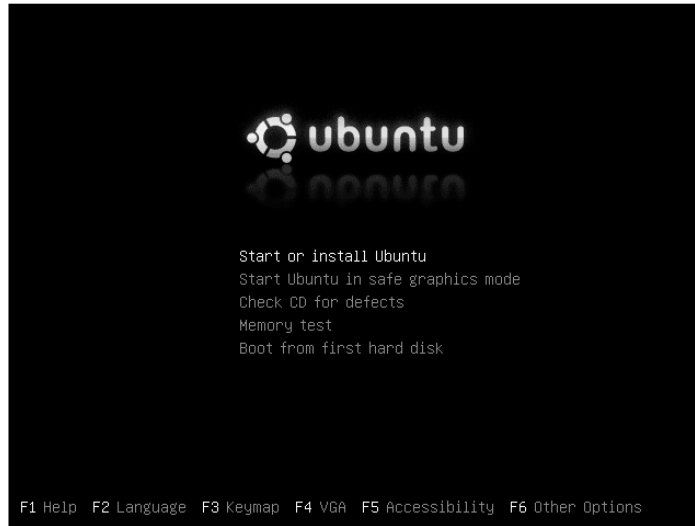 ubuntu
Start or install Ubuntu
Start Ubuntu in safe graphics mode
Check CD for defects
Memory test
Boot from first hard disk
F1 Help F2 Language F3 Keymap F4 VGA F5 Accessibility F6 Other Options